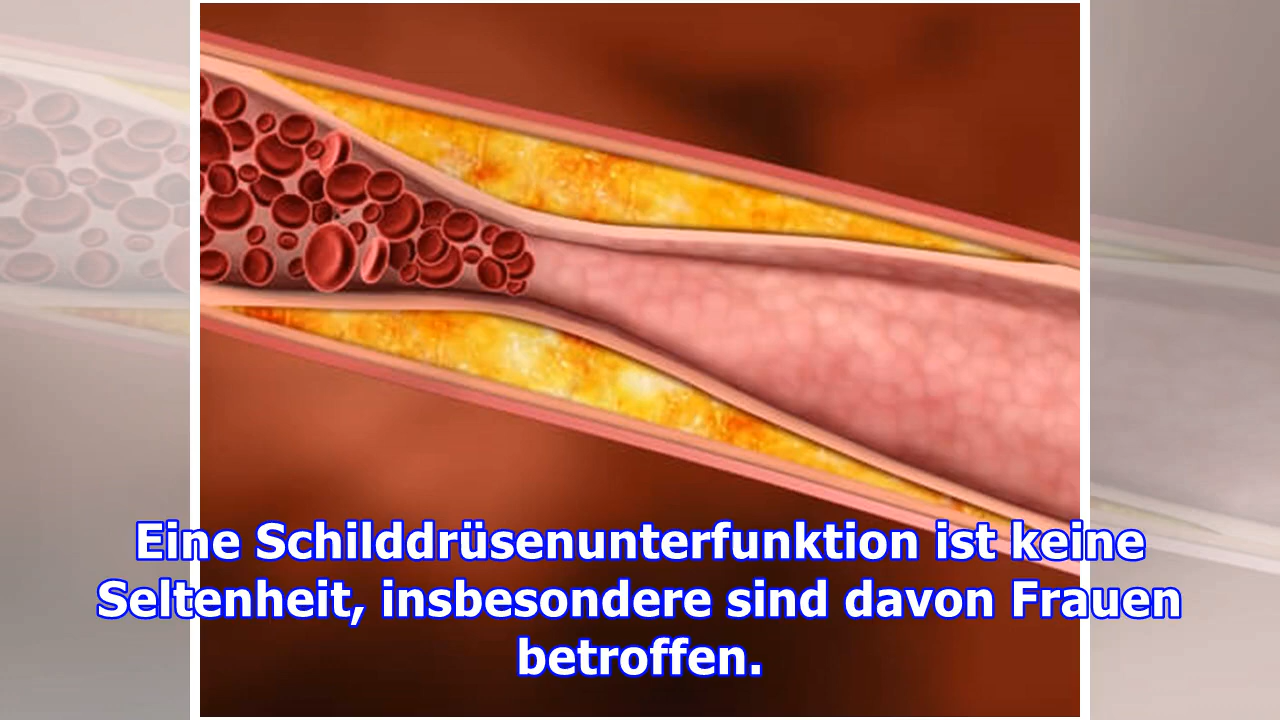 Eine Schilddrüsenunterfunktion ist keine
Seltenheit, insbesondere sind davon Frauen
betroffen.